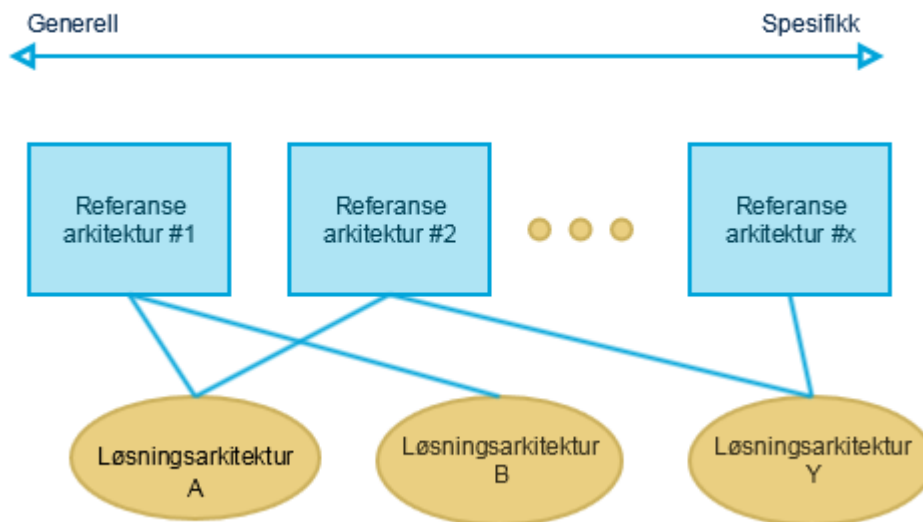 Generell
Spesifikk
Referanse
arkitektur #1
Referanse
arkitektur #2
Referanse
arkitektur #x
Løsningsarkitektur
A
Løsningsarkitektur
B
Løsningsarkitektur
Y